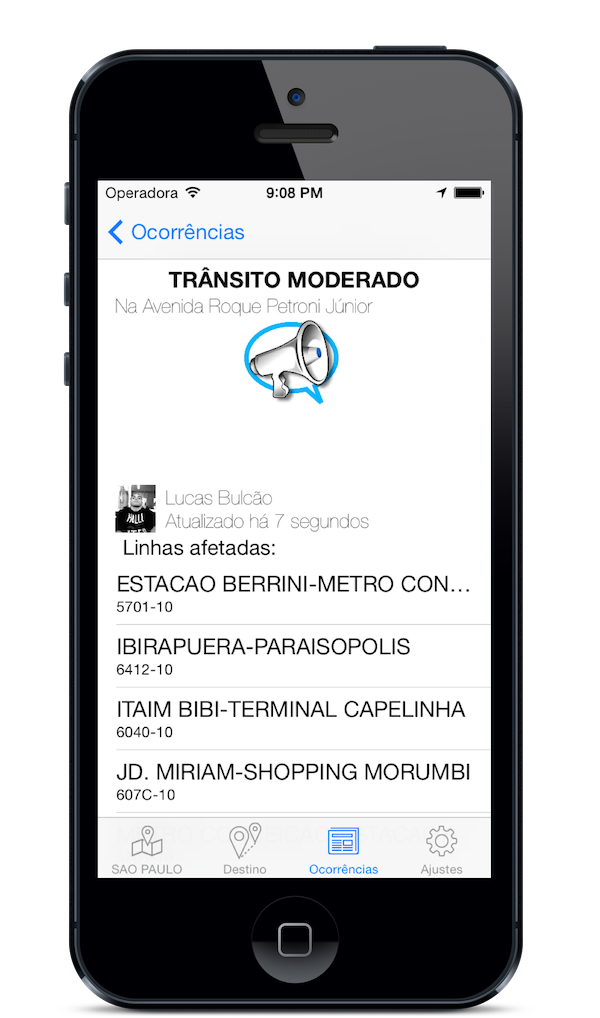 Operadora 9:08 PM
Ocorrências
TRÂNSITO MODERADO
Na Avenida Roque Petroni Júnior
Lucas Bulcão
Atualizado há 7 segundos
Linhas afetadas:
ESTACAO BERRINI-METRO CON...
5701-10
IBIRAPUERA-PARAISOPOLIS
6412-10
ITAIM BIBI-TERMINAL CAPELINHA
6040-10
JD. MIRIAM-SHOPPING MORUMBI
607C-10
SAO PAULO Destino Ocorrências Ajustes